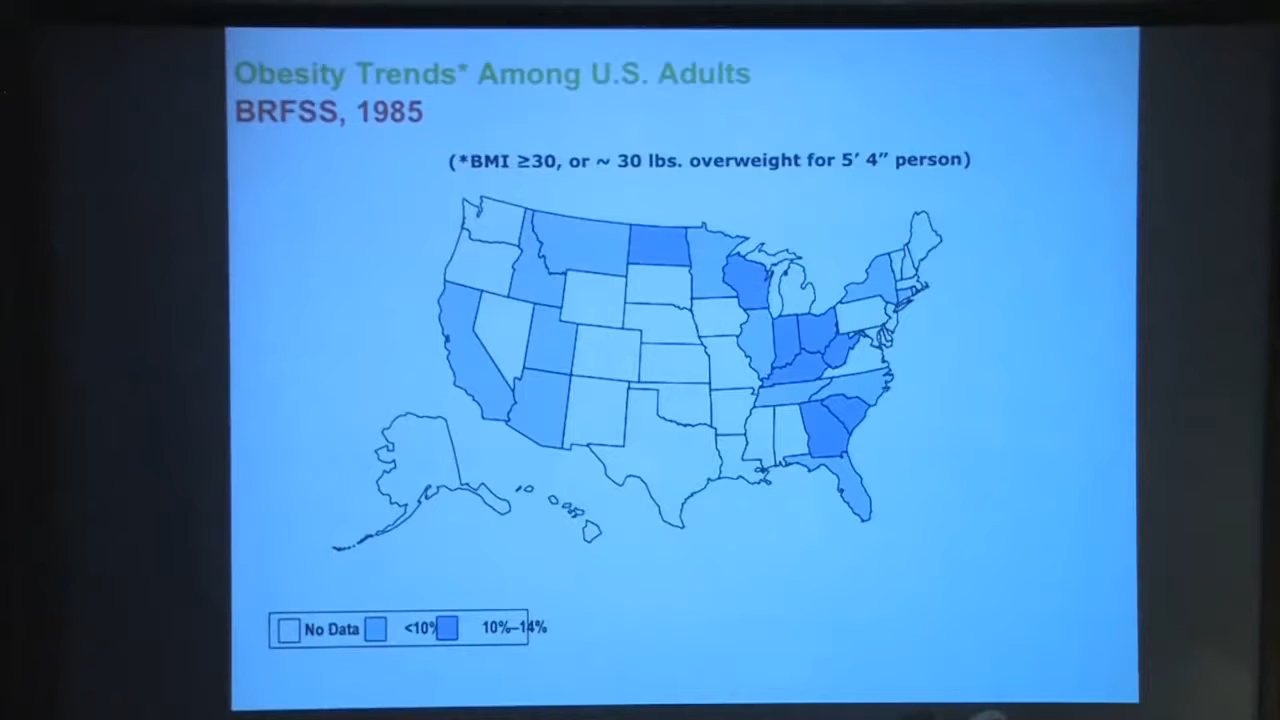 Obesity Trends* Among U.S. Adults
BRFSS, 1985
(*BMI ≥30, or ~ 30 lbs. overweight for 5′ 4″ person)
No Data <10% 10%–14%